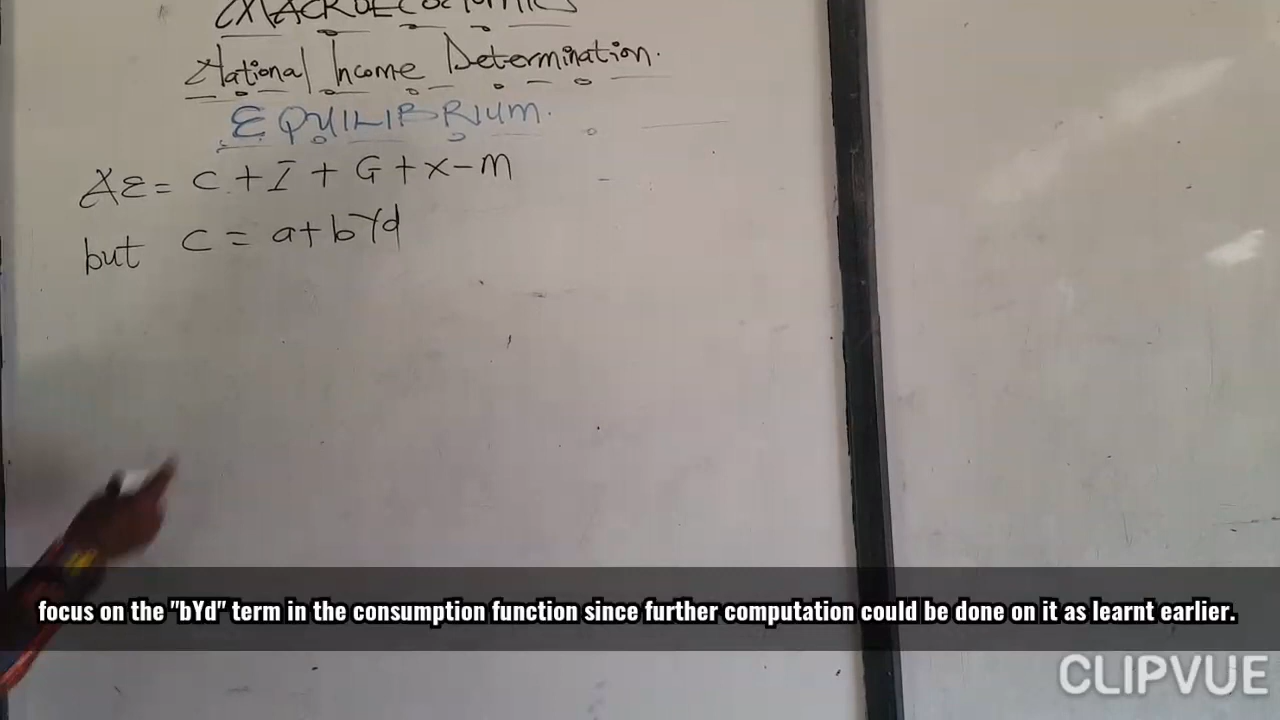 MACROECONOMICS
National Income Determination.
EQUILIBRIUM.
AE = C + I + G + X - M
but C = a + bYd
focus on the "bYd" term in the consumption function since further computation could be done on it as learnt earlier.
CLIPVUE